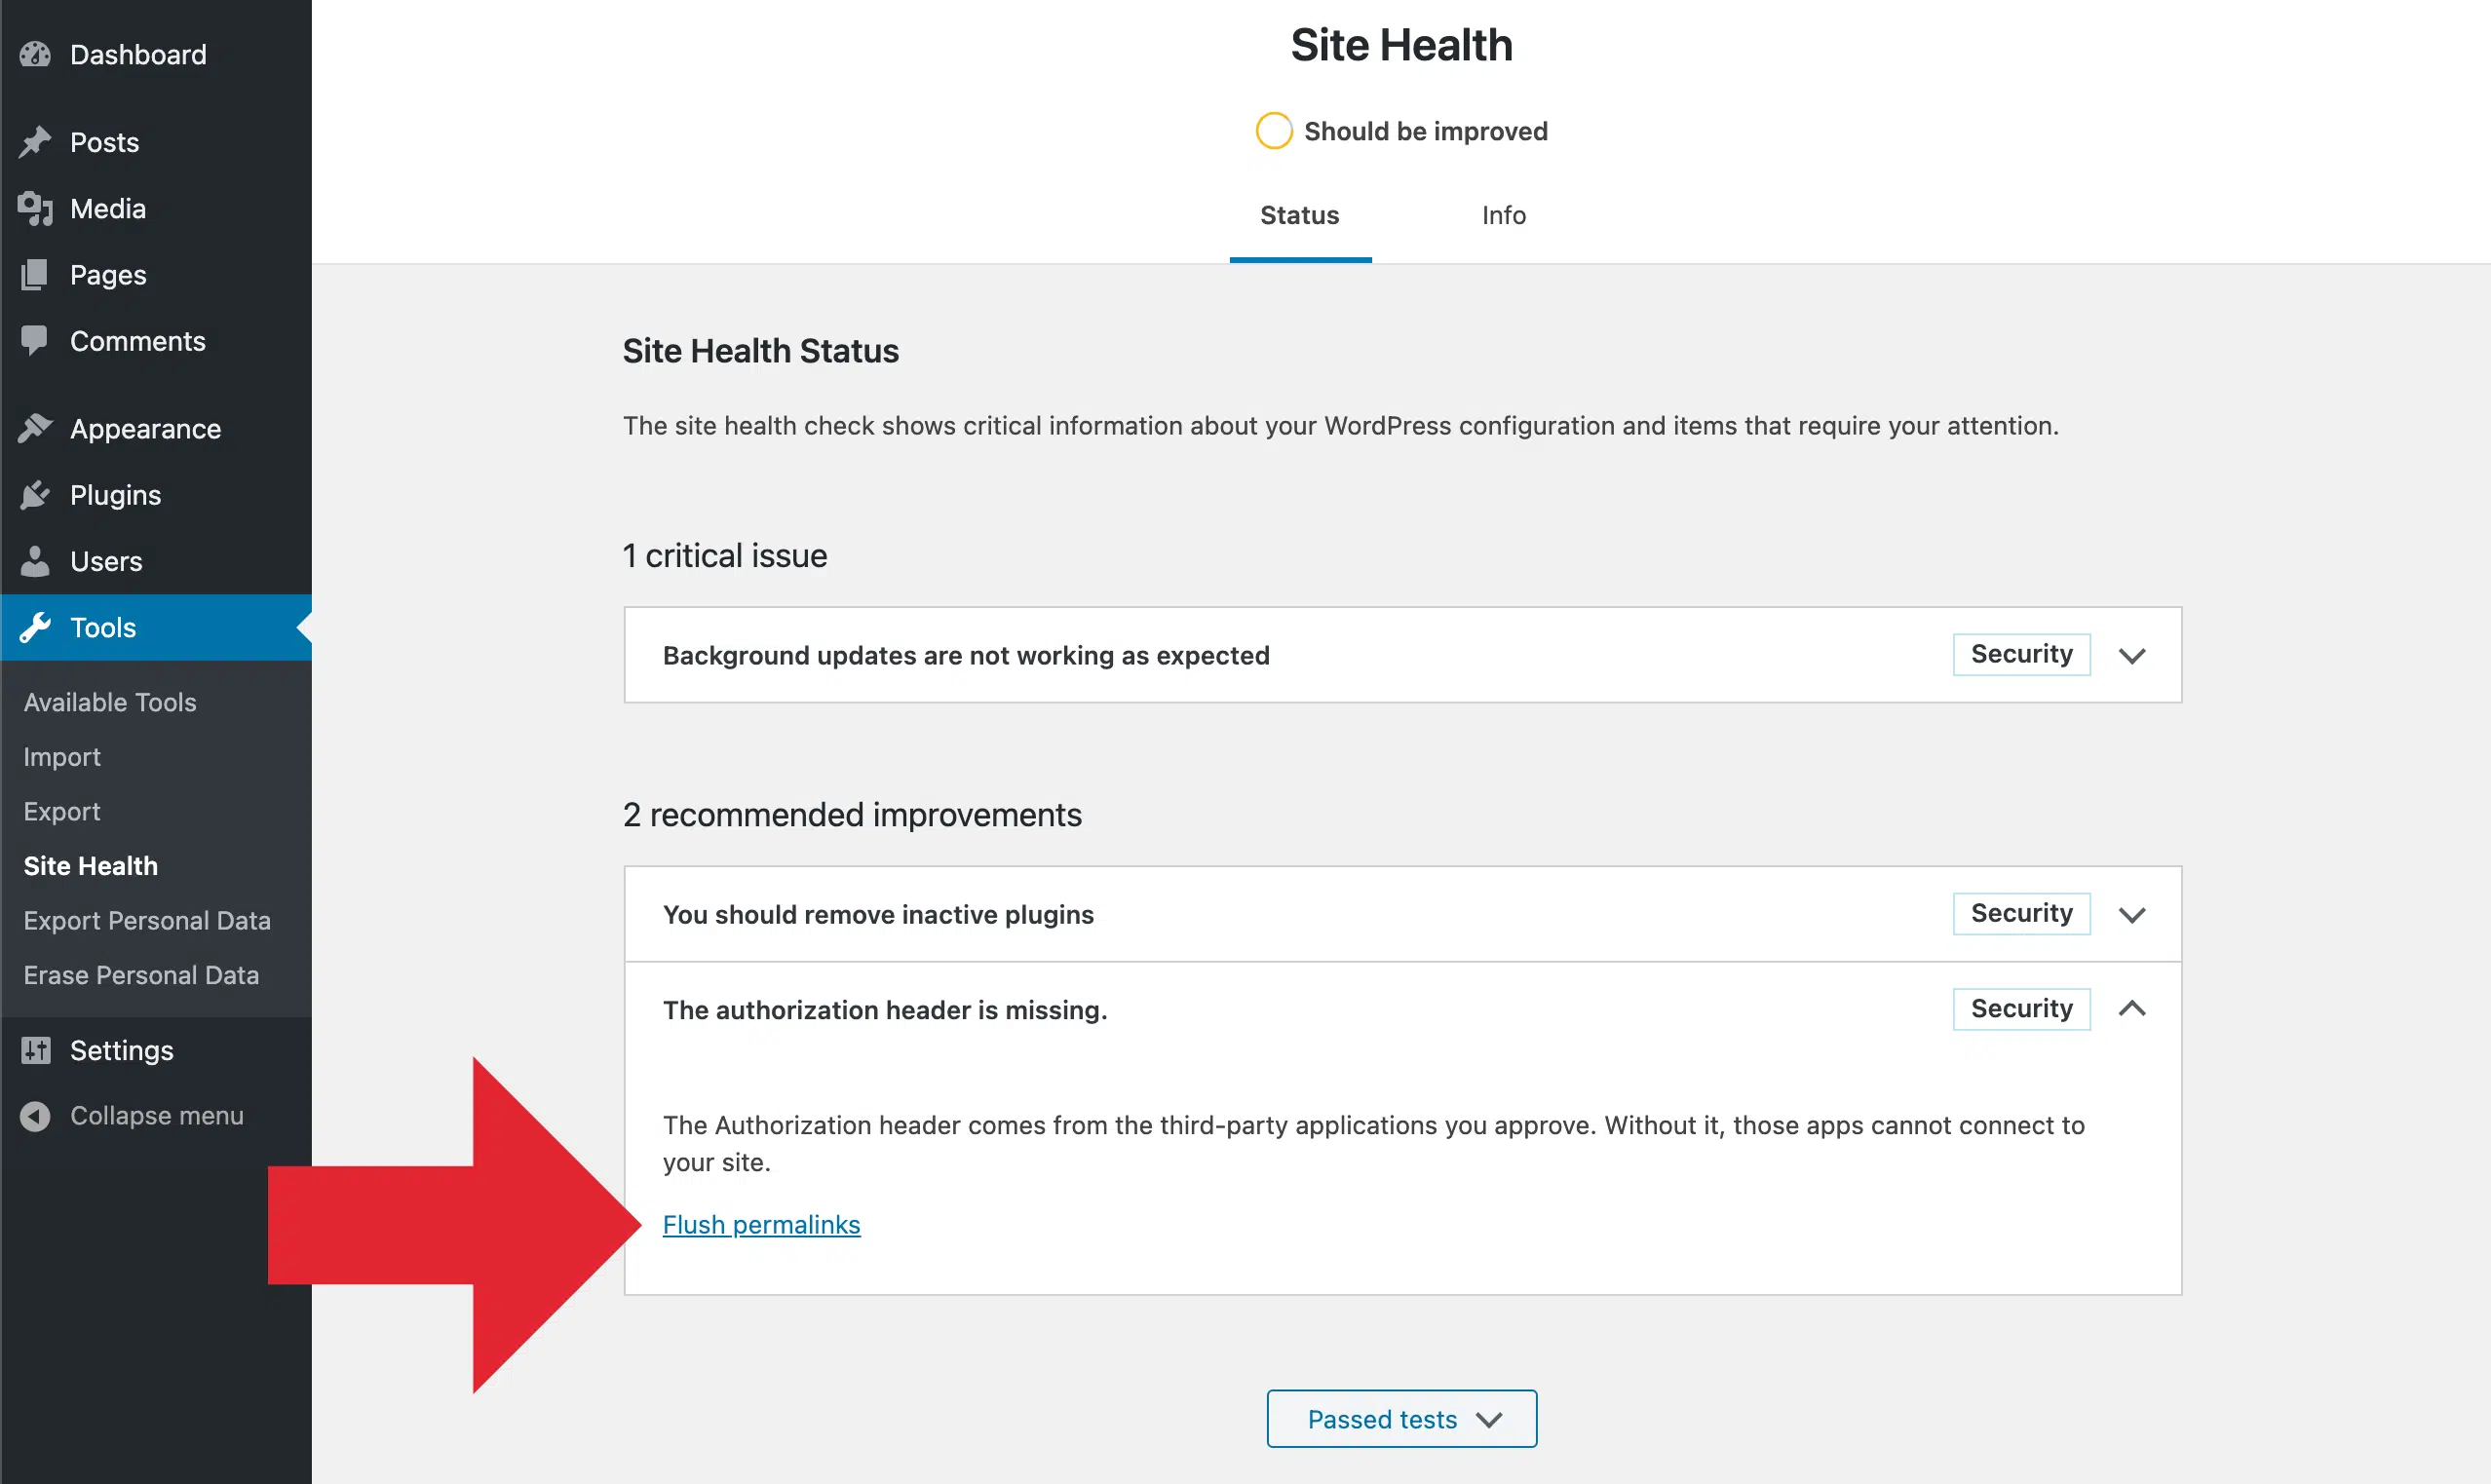 Dashboard
Posts
Media
Pages
Comments
Appearance
Plugins
Users
Tools
Available Tools
Import
Export
Site Health
Export Personal Data
Erase Personal Data
Settings
Collapse menu
Site Health
Should be improved
Status
Info
Site Health Status
The site health check shows critical information about your WordPress configuration and items that require your attention.
1 critical issue
Background updates are not working as expected
Security
2 recommended improvements
You should remove inactive plugins
Security
The authorization header is missing.
Security
The Authorization header comes from the third-party applications you approve. Without it, those apps cannot connect to
your site.
Flush permalinks
Passed tests